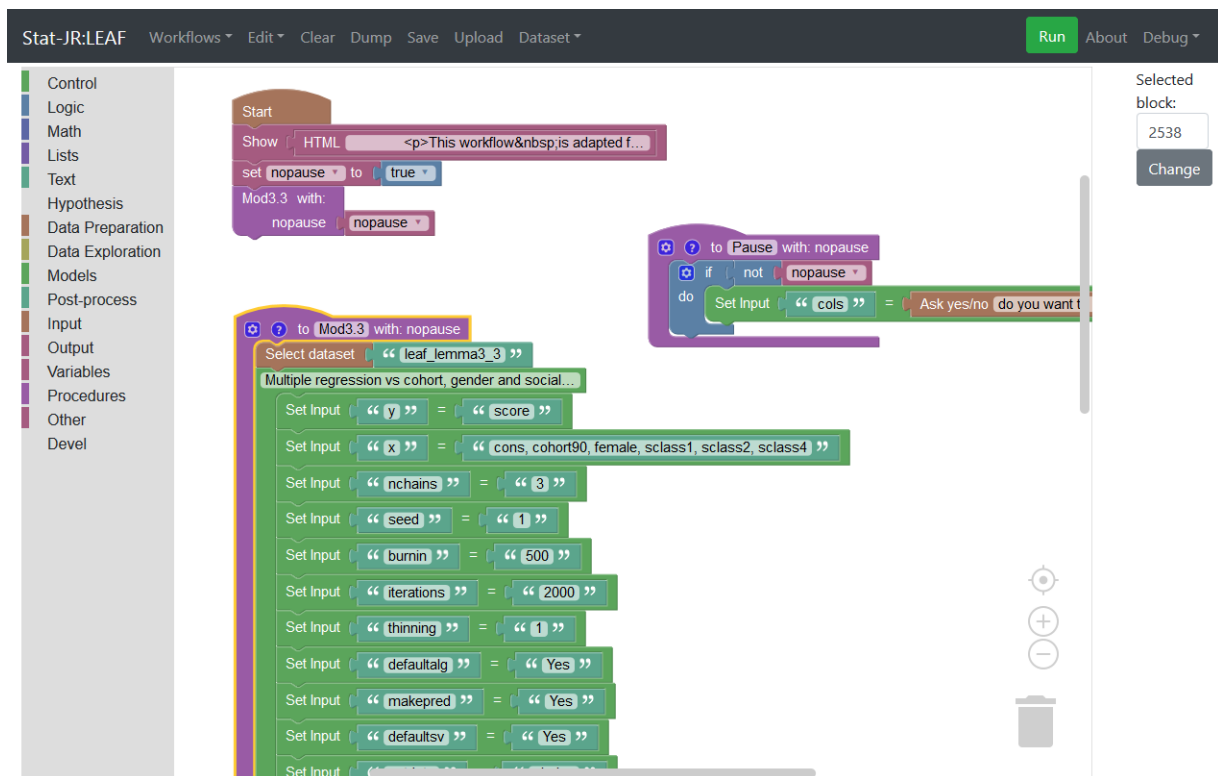 Stat-JR:LEAF Workflows Edit Clear Dump Save Upload Dataset Run About Debug
Control
Logic
Math
Lists
Text
Hypothesis
Data Preparation
Data Exploration
Models
Post-process
Input
Output
Variables
Procedures
Other
Devel
Start
Show HTML <p>This workflow&nbsp;is adapted f...
set nopause to true
Mod3.3 with:
nopause nopause
? to Pause with: nopause
if not nopause
do Set Input “ cols ” = Ask yes/no do you want t
? to Mod3.3 with: nopause
Select dataset “ leaf_lemma3_3 ”
Multiple regression vs cohort, gender and social...
Set Input “ y ” = “ score ”
Set Input “ x ” = “ cons, cohort90, female, sclass1, sclass2, sclass4 ”
Set Input “ nchains ” = “ 3 ”
Set Input “ seed ” = “ 1 ”
Set Input “ burnin ” = “ 500 ”
Set Input “ iterations ” = “ 2000 ”
Set Input “ thinning ” = “ 1 ”
Set Input “ defaultalg ” = “ Yes ”
Set Input “ makepred ” = “ Yes ”
Set Input “ defaultsv ” = “ Yes ”
Set Input
Selected
block:
2538
Change